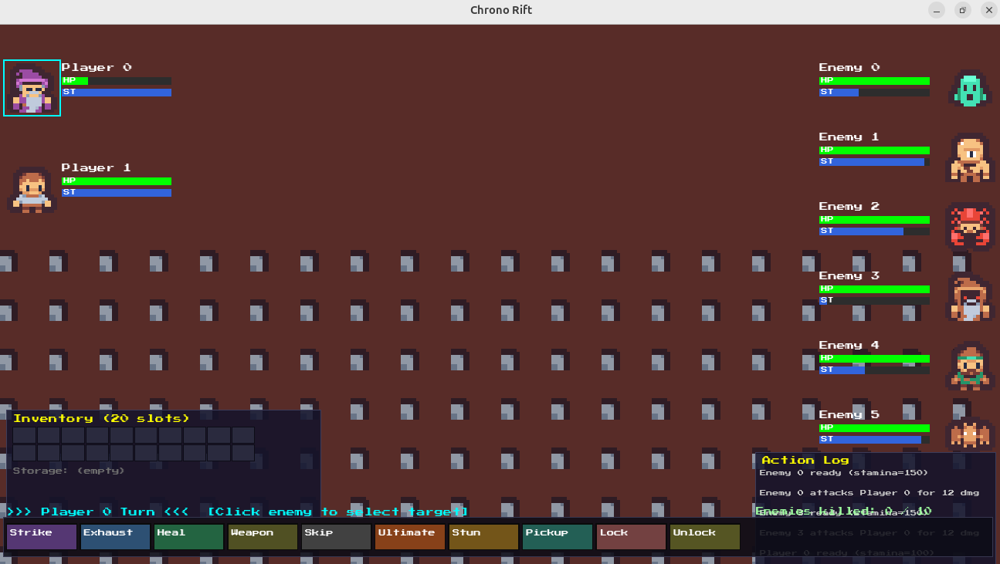 Chrono Rift
Player 0
HP
ST
Player 1
HP
ST
Enemy 0
HP
ST
Enemy 1
HP
ST
Enemy 2
HP
ST
Enemy 3
HP
ST
Enemy 4
HP
ST
Enemy 5
HP
ST
Inventory (20 slots)
Storage: (empty)
>>> Player 0 Turn <<< [Click enemy to select target]
Strike
Exhaust
Heal
Weapon
Skip
Ultimate
Stun
Pickup
Lock
Unlock
Action Log
Enemy 0 ready (stamina=150)
Enemy 0 attacks Player 0 for 12 dmg
Enemy 3 ready (stamina=150)
Enemies killed: 0 / 10
Enemy 3 attacks Player 0 for 12 dmg
Player 0 ready (stamina=100)